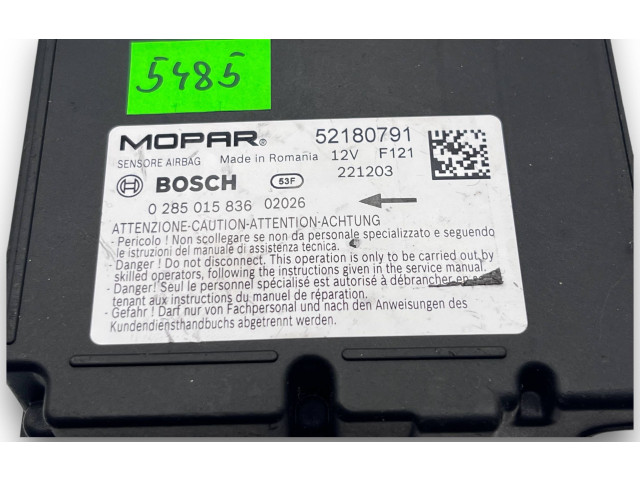 5485
MOPAR® 52180791
SENSORE AIRBAG Made in Romania 12V F121
BOSCH 53F 221203
0 285 015 836 02026
ATTENZIONE-CAUTION-ATTENTION-ACHTUNG
- Pericolo ! Non scollegare se non da personale specializzato e seguendo
le istruzioni del manuale di assistenza tecnica.
- Danger ! Do not disconnect. This operation is only to be carried out by
skilled operators, following the instructions given in the service manual.
- Danger! Seul le personnel spécialisé est autorisé à débrancher en
tenant aux instructions du manuel de réparation.
- Gefahr ! Darf nur von Fachpersonal und nach den Anweisungen des
Kundendiensthandbuchs abgetrennt werden.